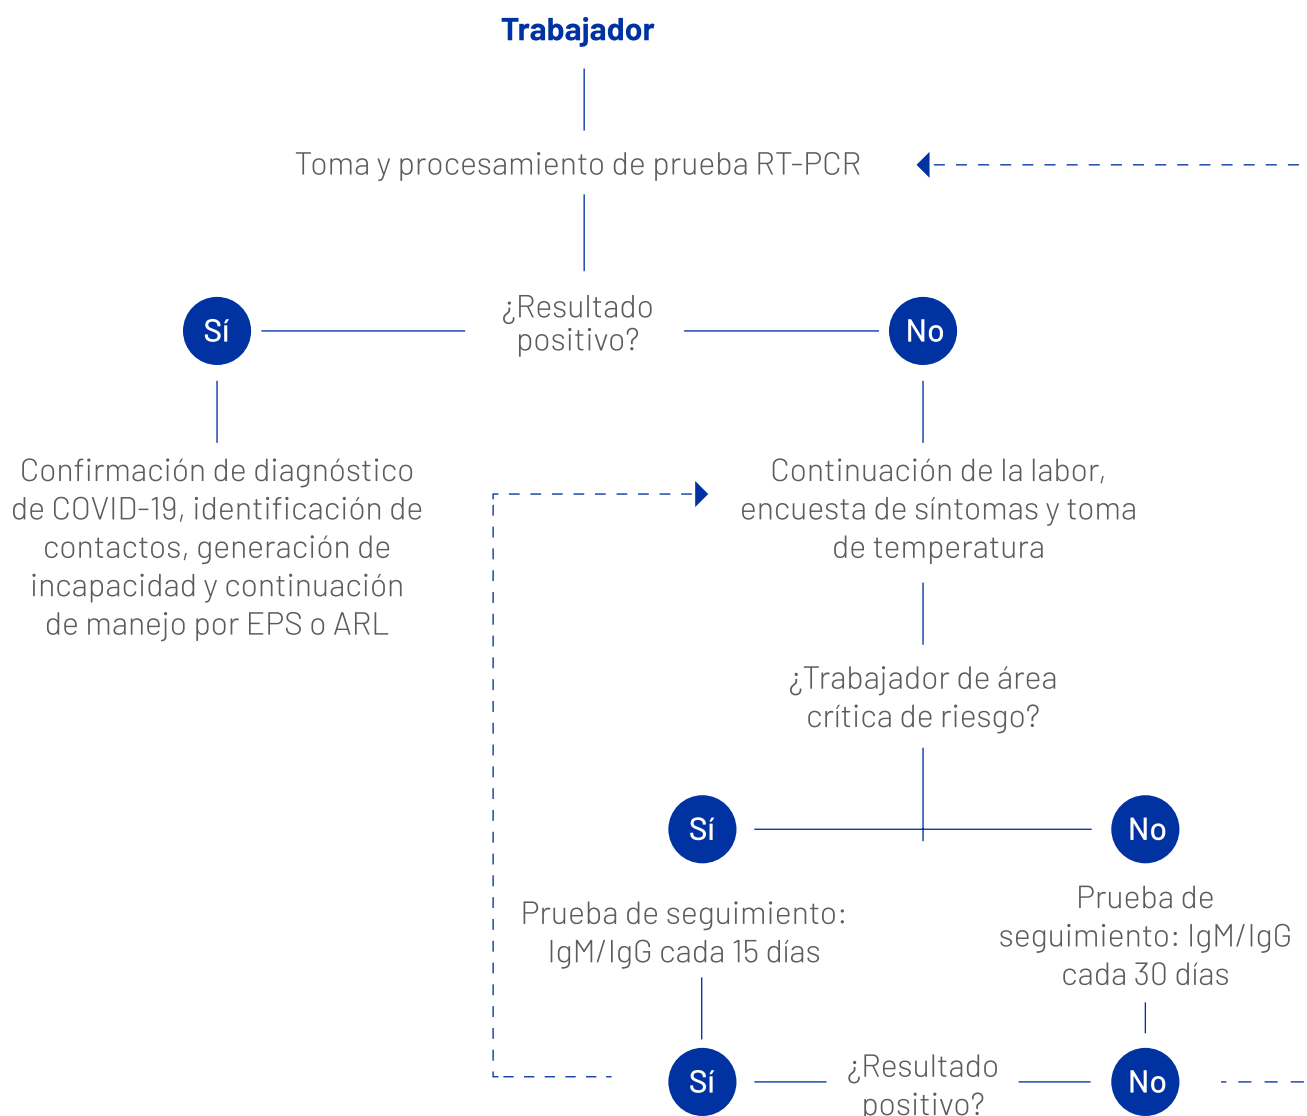 Trabajador
Toma y procesamiento de prueba RT-PCR
¿Resultado
positivo?
Sí
No
Confirmación de diagnóstico
de COVID-19, identificación de
contactos, generación de
incapacidad y continuación
de manejo por EPS o ARL
Continuación de la labor,
encuesta de síntomas y toma
de temperatura
¿Trabajador de área
crítica de riesgo?
Sí
No
Prueba de seguimiento:
IgM/IgG cada 15 días
Prueba de
seguimiento: IgM/IgG
cada 30 días
Sí
¿Resultado
positivo?
No